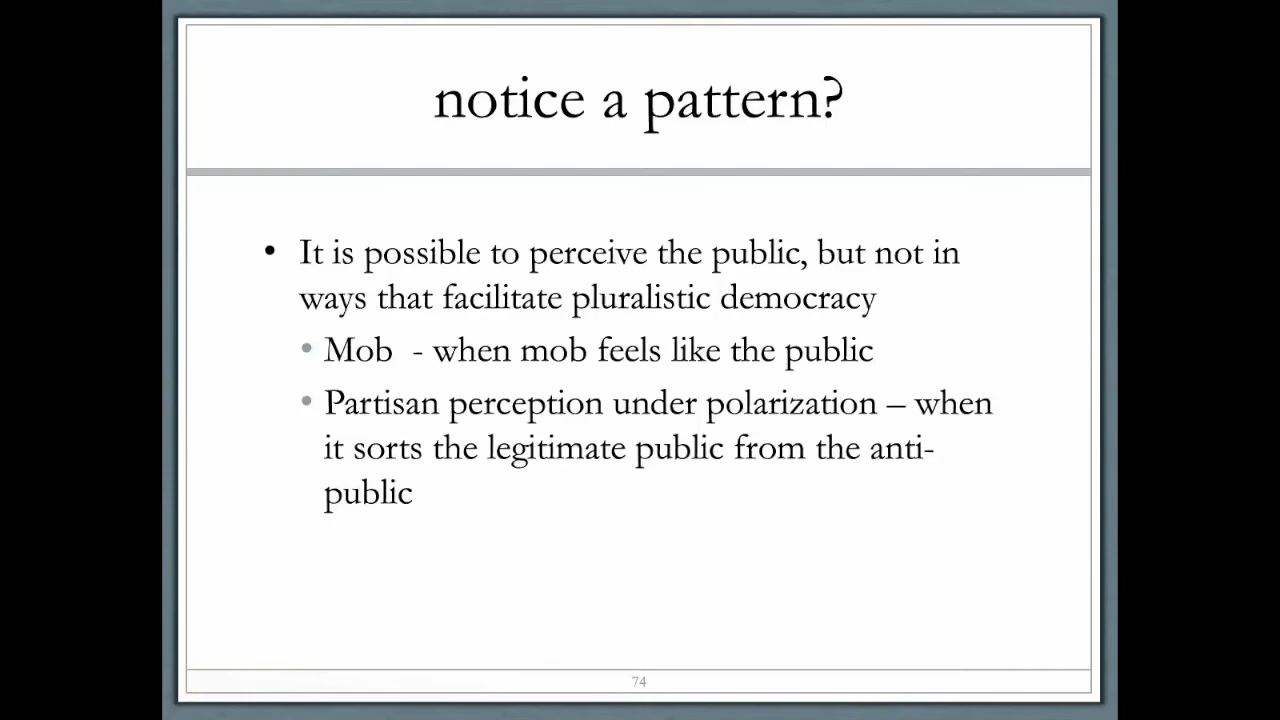 notice a pattern?
• It is possible to perceive the public, but not in
ways that facilitate pluralistic democracy
• Mob  - when mob feels like the public
• Partisan perception under polarization – when
it sorts the legitimate public from the anti-
public
74